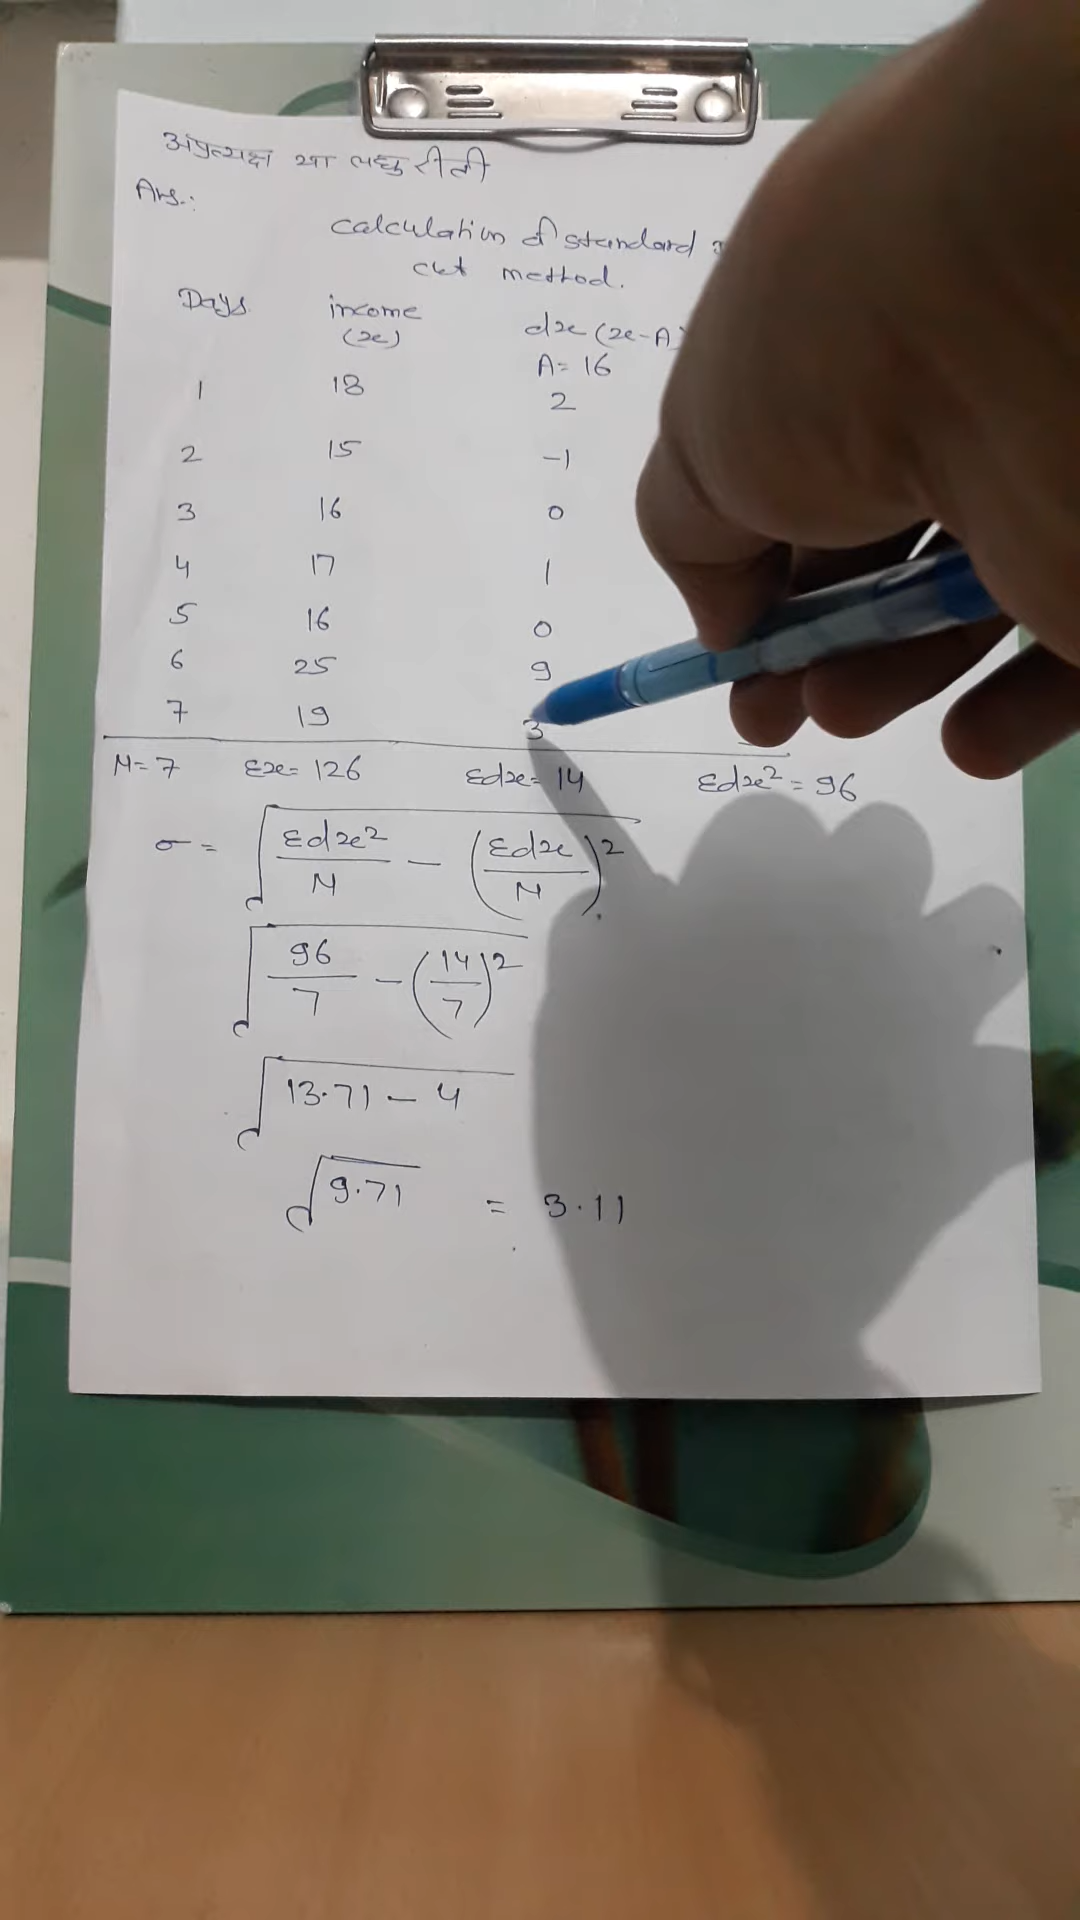 अप्रत्यक्ष या लघु रीती
Ans.:
calculation of standard
cut method.
Days income dx (x-A)
(x) A= 16
1 18 2
2 15 -1
3 16 0
4 17 1
5 16 0
6 25 9
7 19 3
N= 7 Σx= 126 Σdx= 14 Σdx² = 96
σ = √ Σdx²/N - (Σdx/N)²
√ 96/7 - (14/7)²
√ 13.71 - 4
√ 9.71 = 3.11